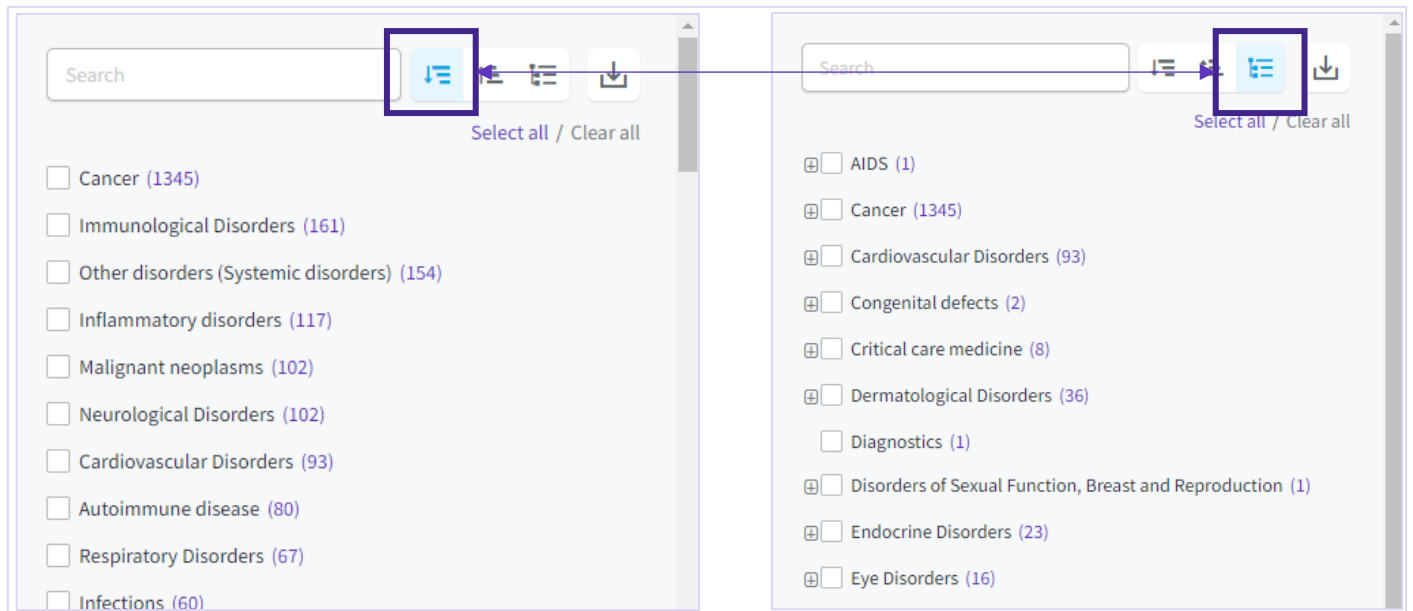 Search
Select all / Clear all
Cancer (1345)
Immunological Disorders (161)
Other disorders (Systemic disorders) (154)
Inflammatory disorders (117)
Malignant neoplasms (102)
Neurological Disorders (102)
Cardiovascular Disorders (93)
Autoimmune disease (80)
Respiratory Disorders (67)
Infections (60)
Search
Select all / Clear all
AIDS (1)
Cancer (1345)
Cardiovascular Disorders (93)
Congenital defects (2)
Critical care medicine (8)
Dermatological Disorders (36)
Diagnostics (1)
Disorders of Sexual Function, Breast and Reproduction (1)
Endocrine Disorders (23)
Eye Disorders (16)